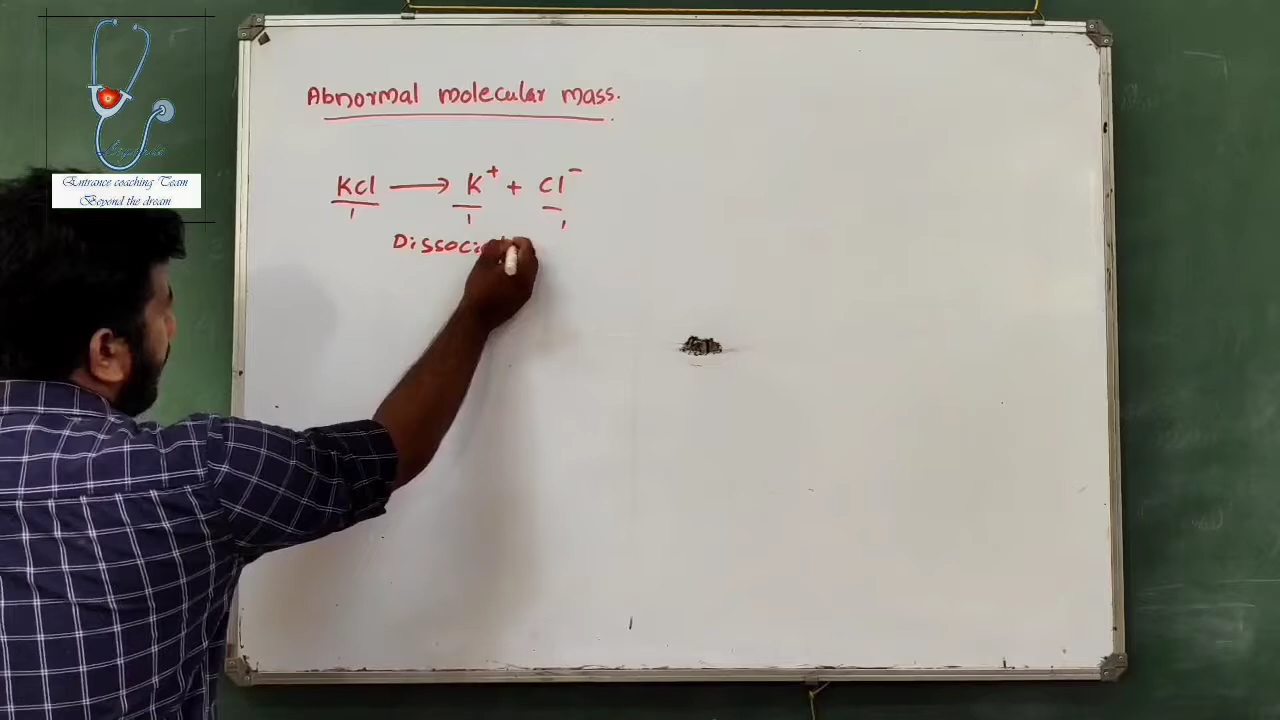 Entrance coaching Team
Beyond the dream
Abnormal molecular mass.
KCl ⟶ K⁺ + Cl⁻
1 1 1